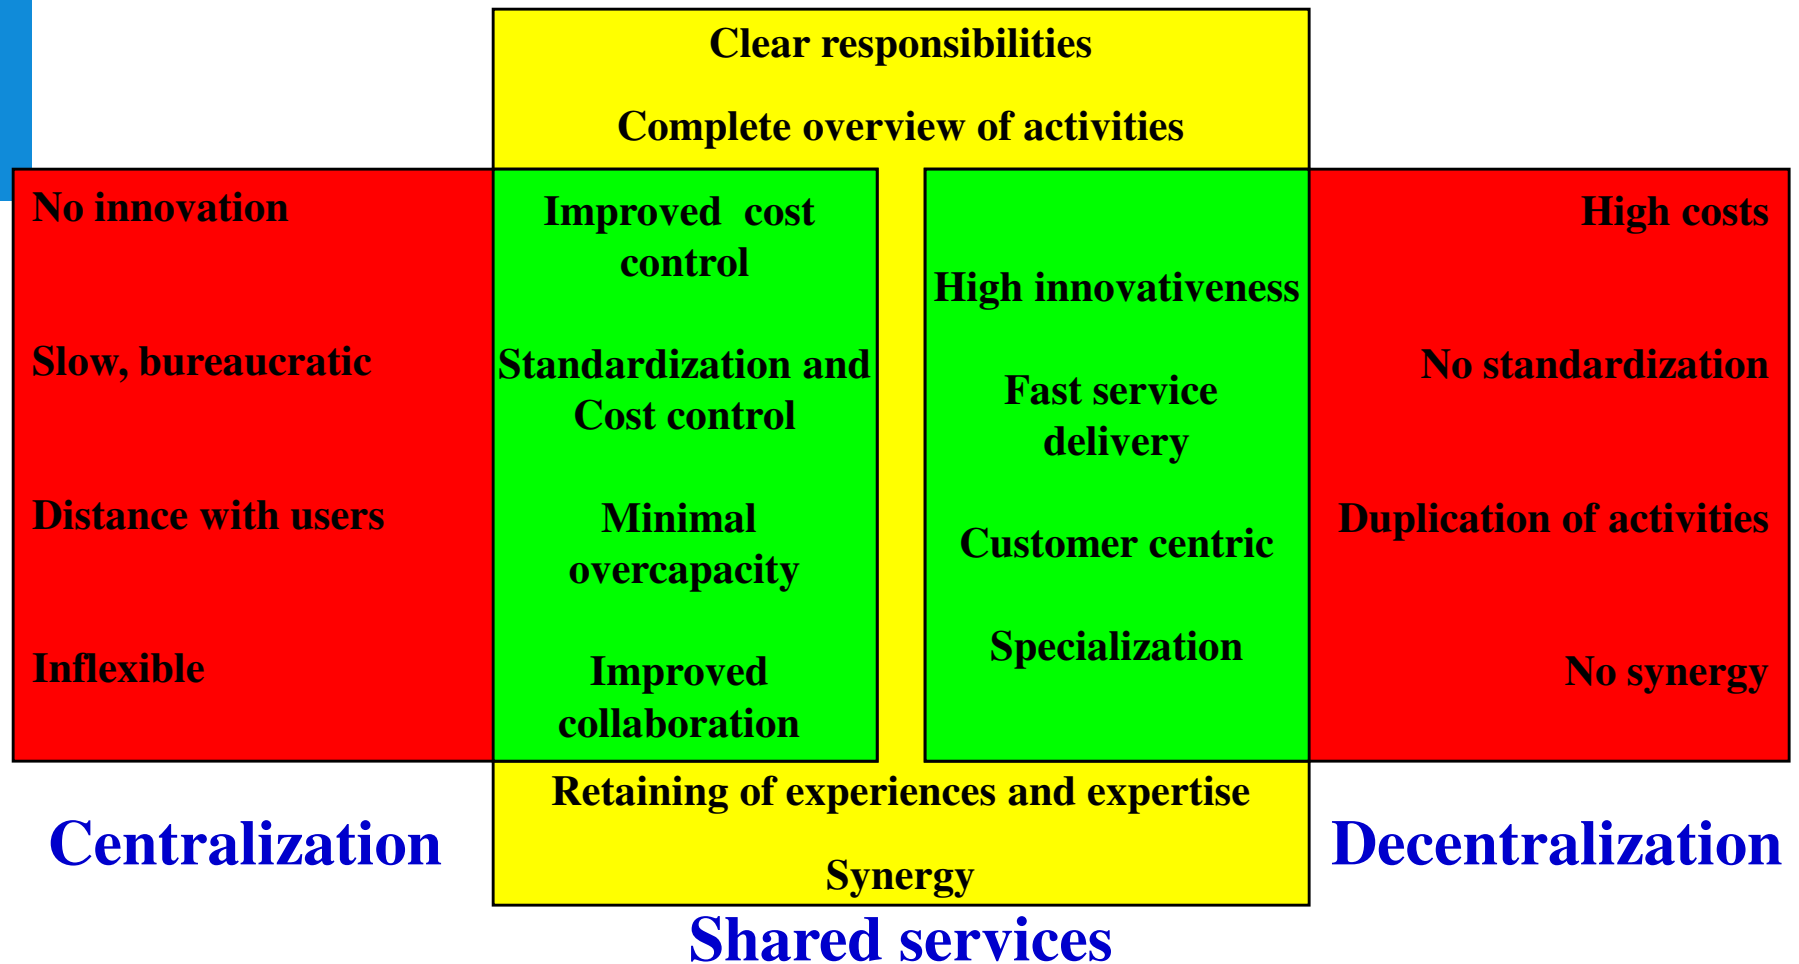 Clear responsibilities
Complete overview of activities
No innovation
Slow, bureaucratic
Distance with users
Inflexible
Improved cost
control
Standardization and
Cost control
Minimal
overcapacity
Improved
collaboration
High innovativeness
Fast service
delivery
Customer centric
Specialization
High costs
No standardization
Duplication of activities
No synergy
Retaining of experiences and expertise
Synergy
Centralization
Decentralization
Shared services